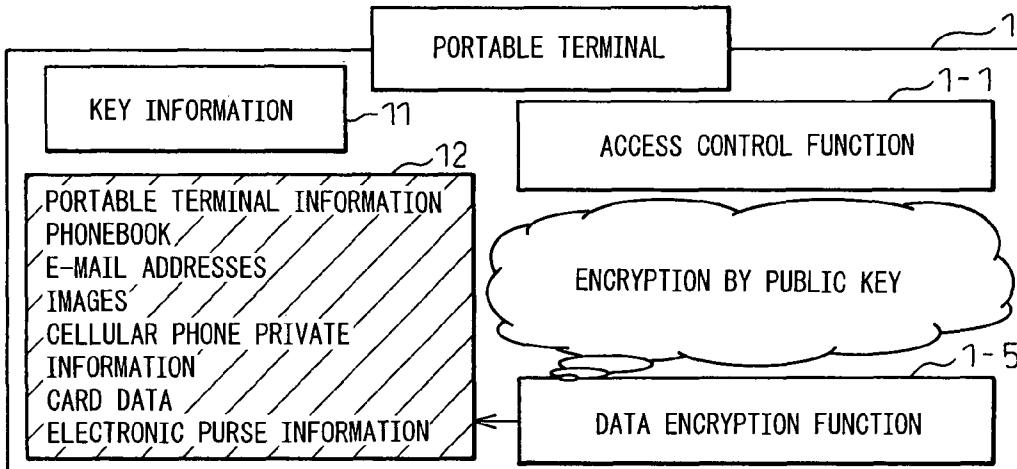 PORTABLE TERMINAL
1
KEY INFORMATION
11
1-1
ACCESS CONTROL FUNCTION
12
PORTABLE TERMINAL INFORMATION
PHONEBOOK
E-MAIL ADDRESSES
IMAGES
CELLULAR PHONE PRIVATE
INFORMATION
CARD DATA
ELECTRONIC PURSE INFORMATION
ENCRYPTION BY PUBLIC KEY
1-5
DATA ENCRYPTION FUNCTION